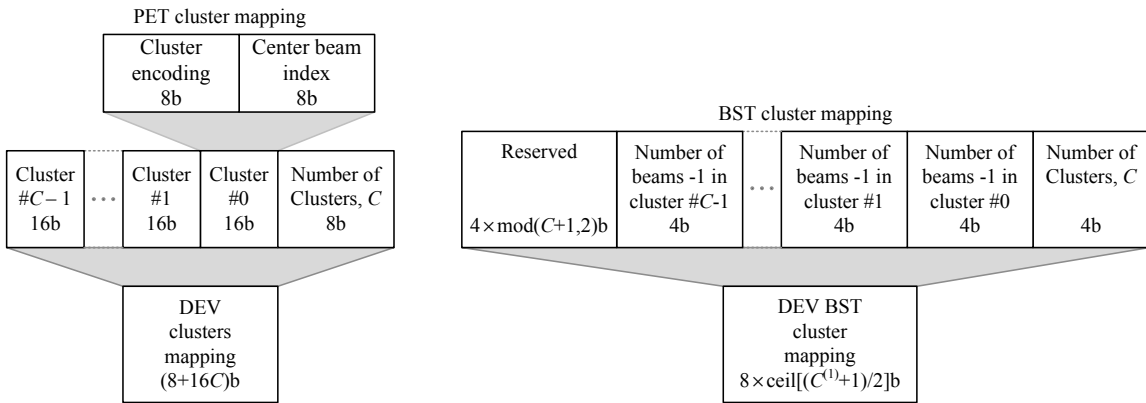 PET cluster mapping
Cluster
encoding
8b
Center beam
index
8b
Cluster
#C – 1
16b
...
Cluster
#1
16b
Cluster
#0
16b
Number of
Clusters, C
8b
DEV
clusters
mapping
(8+16C)b
BST cluster mapping
Reserved
4×mod(C+1,2)b
Number of
beams -1 in
cluster #C-1
4b
...
Number of
beams -1 in
cluster #1
4b
Number of
beams -1 in
cluster #0
4b
Number of
Clusters, C
4b
DEV BST
cluster
mapping
8×ceil[(C⁽¹⁾+1)/2]b